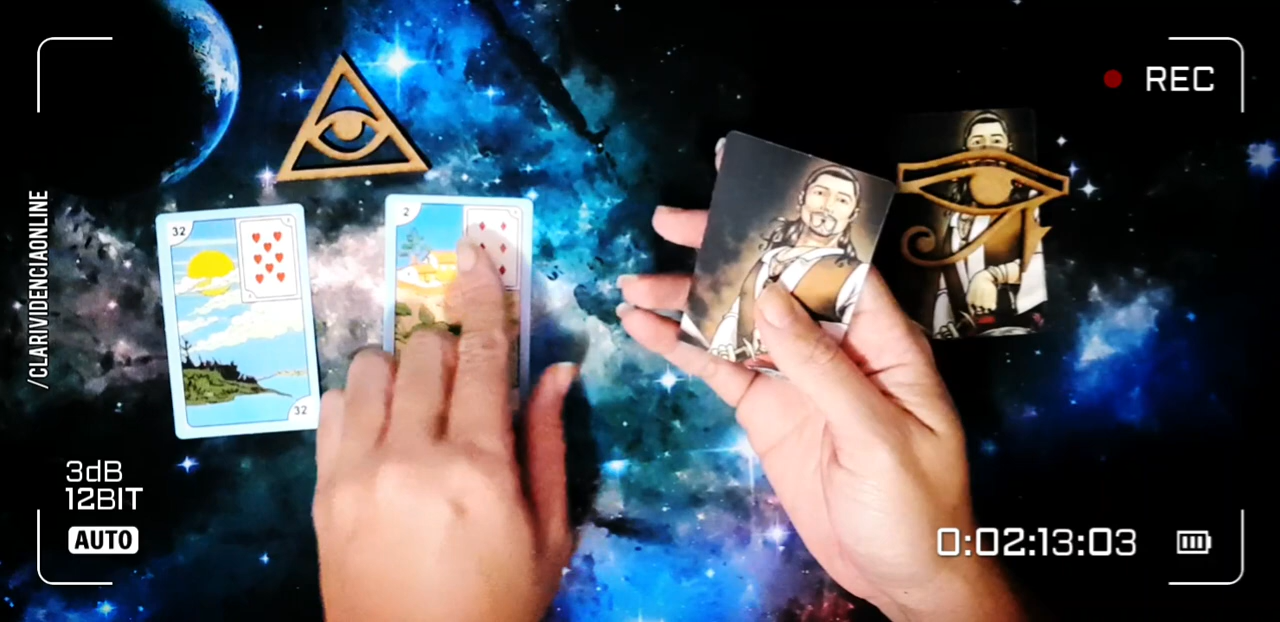 REC
/CLARIVIDENCIAONLINE
32
2
32
3dB
12BIT
AUTO
0:02:13:03